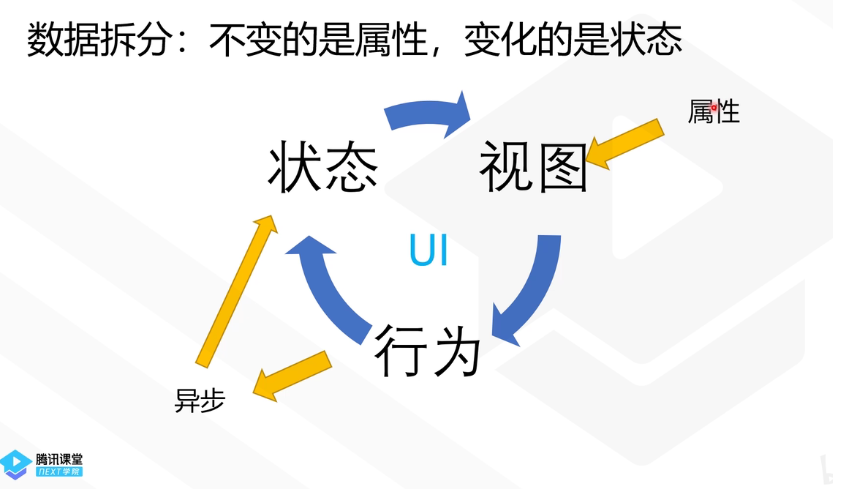 数据拆分：不变的是属性，变化的是状态
属性
状态
视图
UI
行为
异步
腾讯课堂
NEXT学院